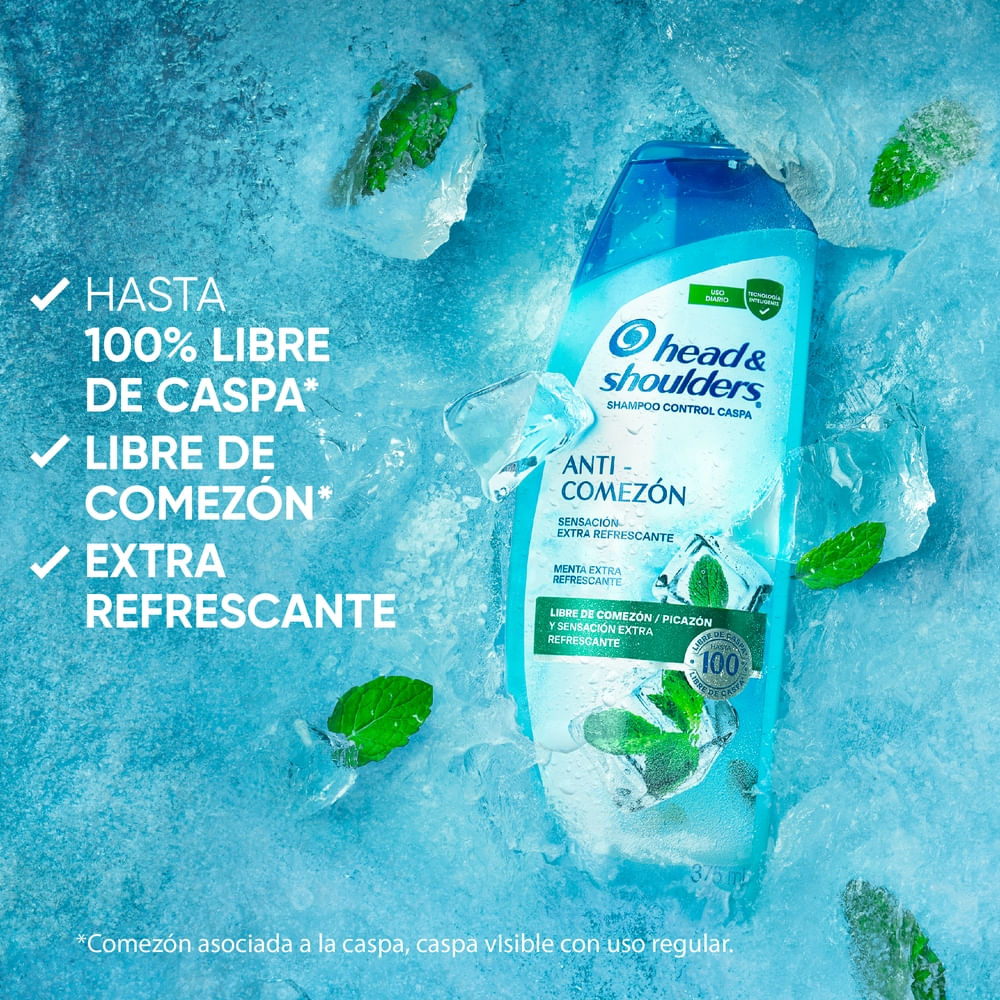 HASTA
100% LIBRE
DE CASPA*
LIBRE DE
COMEZÓN*
EXTRA
REFRESCANTE
USO
DIARIO
TECNOLOGÍA
INTELIGENTE
head &
shoulders®
SHAMPOO CONTROL CASPA
ANTI -
COMEZÓN
SENSACIÓN
EXTRA REFRESCANTE
MENTA EXTRA
REFRESCANTE
LIBRE DE COMEZÓN / PICAZÓN
Y SENSACIÓN EXTRA
REFRESCANTE
LIBRE DE CASPA
HASTA
100
LIBRE DE CASPA
375 ml
*Comezón asociada a la caspa, caspa visible con uso regular.